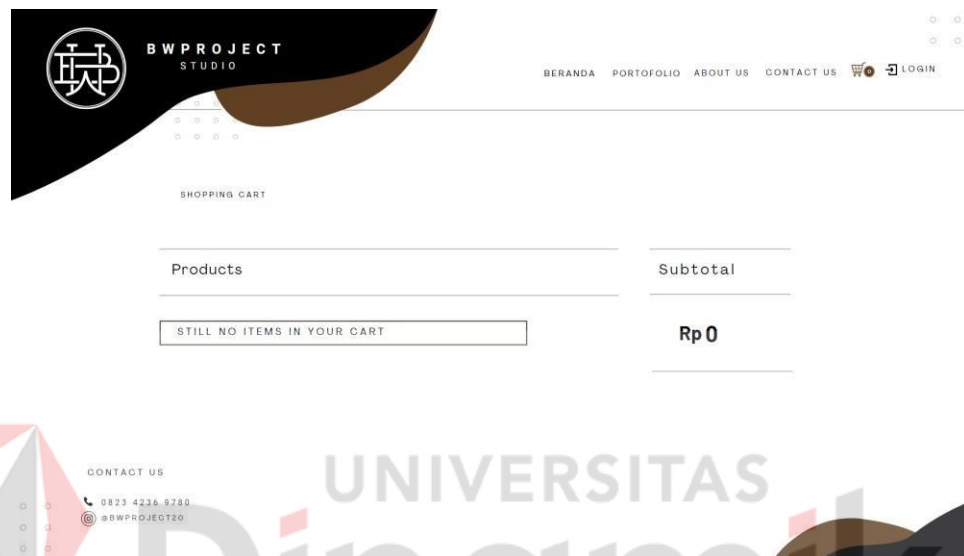 BWPROJECT
STUDIO
BERANDA PORTOFOLIO ABOUT US CONTACT US 0 LOGIN
SHOPPING CART
Products Subtotal
STILL NO ITEMS IN YOUR CART Rp 0
CONTACT US
0823 4236 9780
@BWPROJECT20
UNIVERSITAS
Dinamika